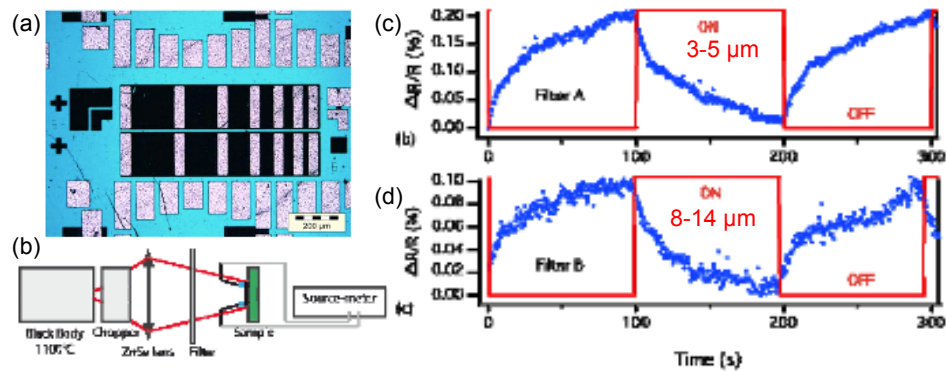 (a)
200 µm
(b)
Black Body
1100°C
Chopper
ZnSe lens
Filter
Sample
Source-meter
(c)
ΔR/R (%)
0.20
0.15
0.10
0.05
0.00
ON
3-5 µm
Filter A
OFF
(b)
0
100
200
300
(d)
ΔR/R (%)
0.10
0.08
0.06
0.04
0.02
0.00
ON
8-14 µm
Filter B
OFF
(c)
0
100
200
300
Time (s)